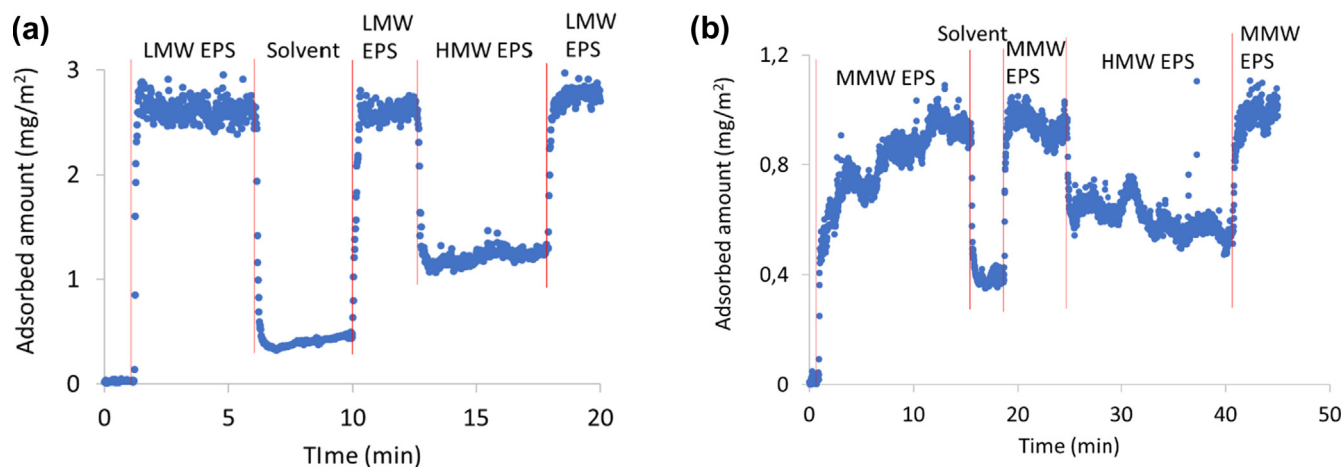 (a)
LMW EPS
Solvent
LMW
EPS
HMW EPS
LMW
EPS
Adsorbed amount (mg/m²)
3
2
1
0
0
5
10
15
20
TIme (min)
(b)
Solvent
MMW EPS
MMW
EPS
HMW EPS
MMW
EPS
Adsorbed amount (mg/m²)
1,2
0,8
0,4
0
0
10
20
30
40
50
Time (min)